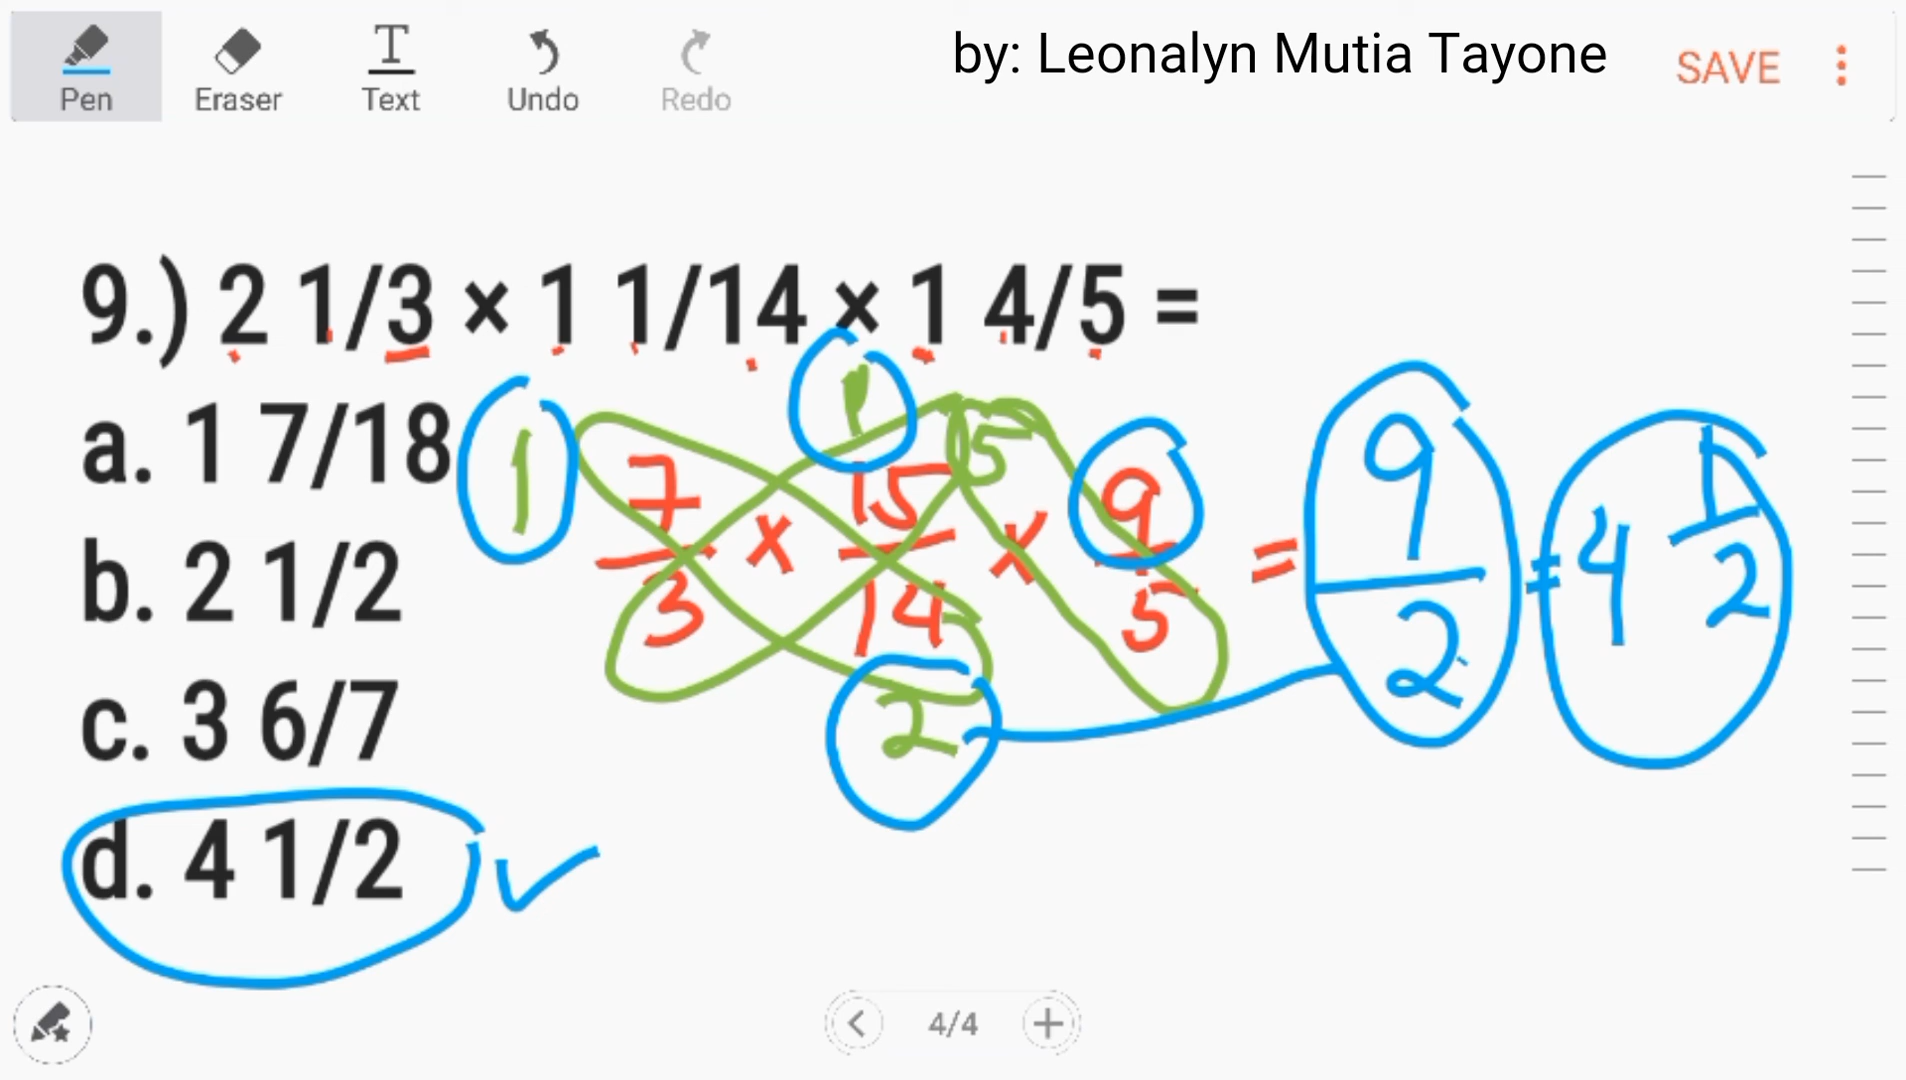 Pen Eraser Text Undo Redo by: Leonalyn Mutia Tayone SAVE
9.) 2 1/3 × 1 1/14 × 1 4/5 =
a. 1 7/18
b. 2 1/2
c. 3 6/7
d. 4 1/2
1 1 5
7/3 × 15/14 × 9/5 = 9/2 = 4 1/2
2
4/4